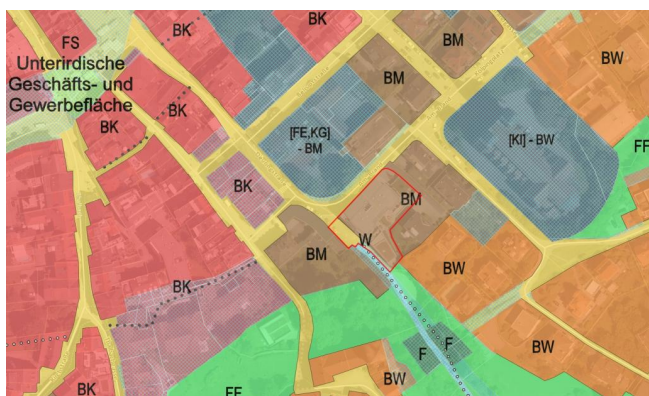 BK
BK
FS
Unterirdische
Geschäfts- und
Gewerbefläche
BM
BW
BM
BK
BK
[FE,KG]
- BM
[KI] - BW
FF
BK
BM
W
BM
BW
BK
F
F
BW
BW
BK
FF